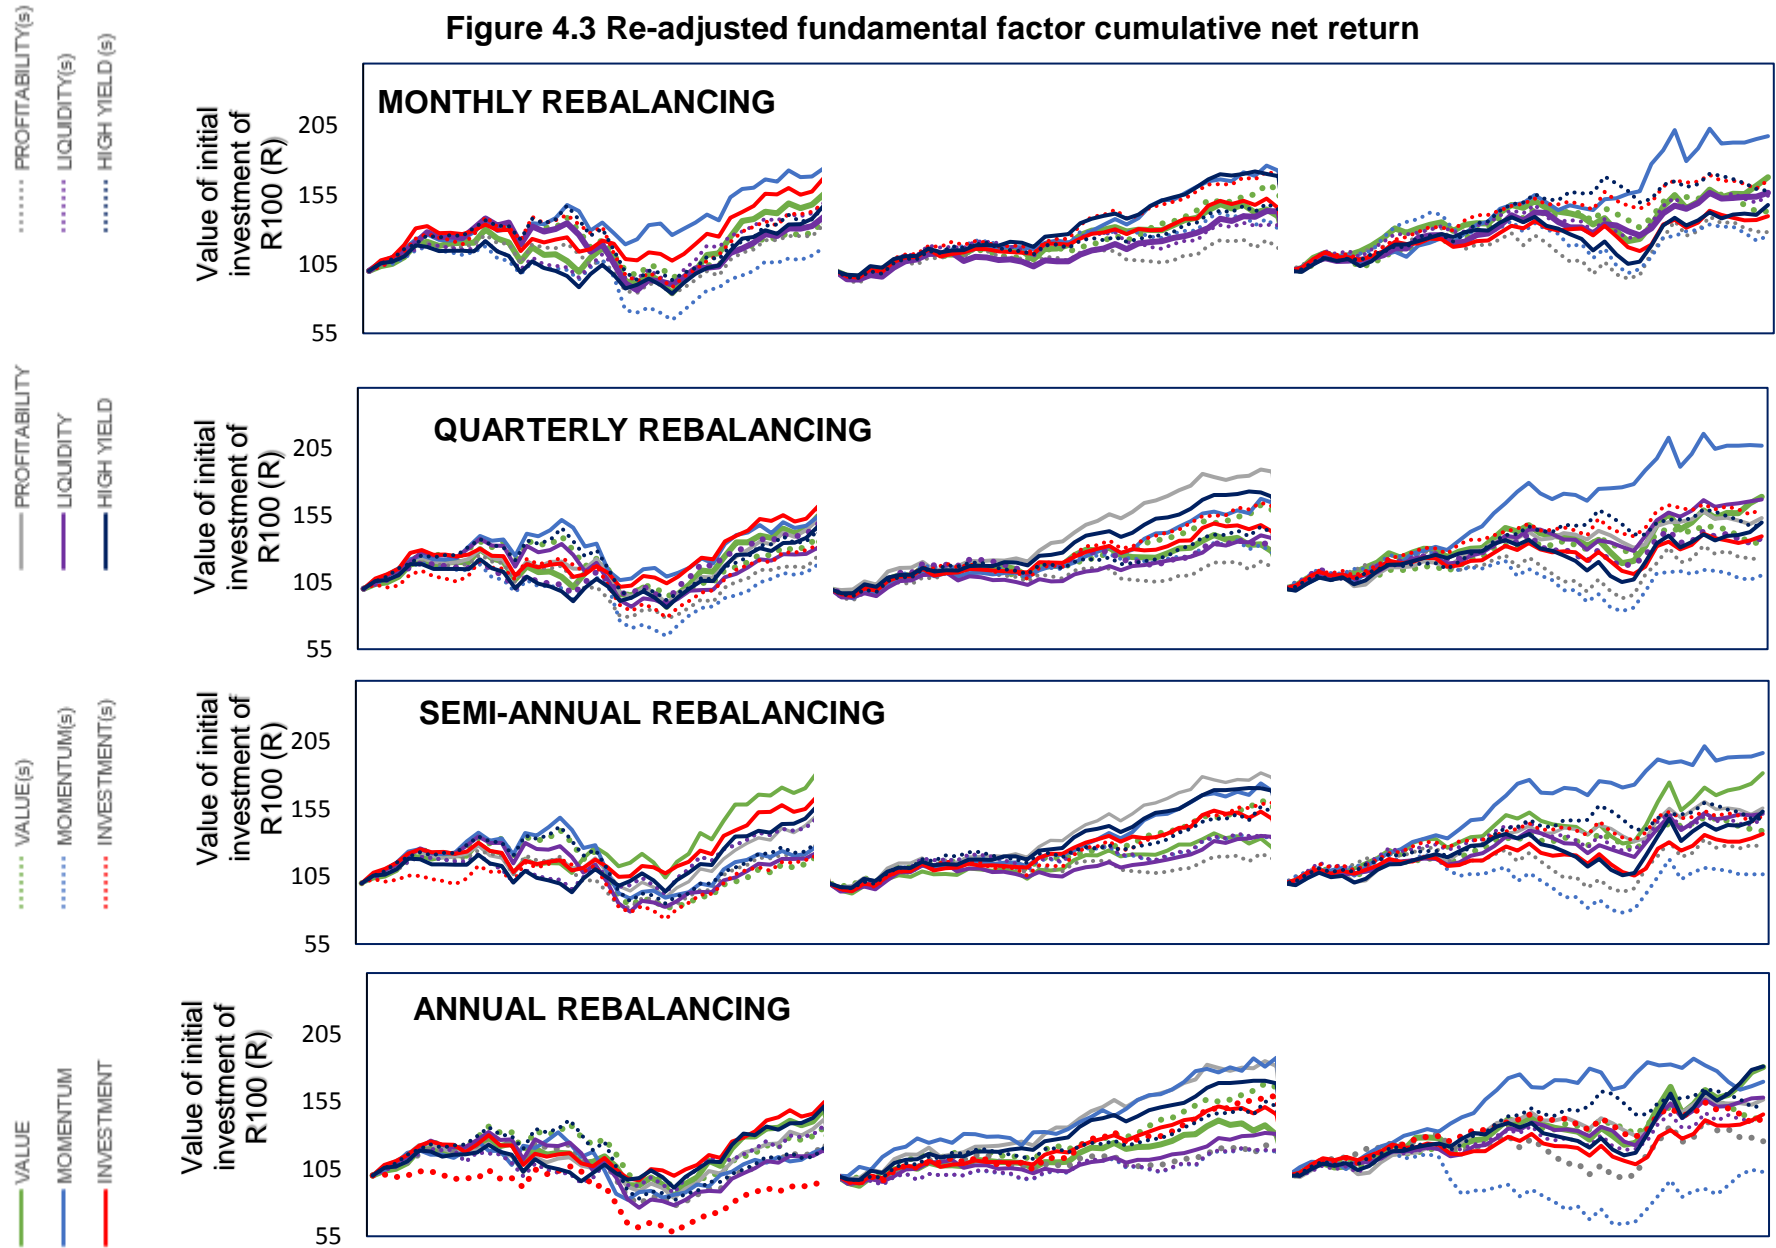 Figure 4.3 Re-adjusted fundamental factor cumulative net return
PROFITABILITY(s)
LIQUIDITY(s)
HIGH YIELD (s)
PROFITABILITY
LIQUIDITY
HIGH YIELD
VALUE(s)
MOMENTUM(s)
INVESTMENT(s)
VALUE
MOMENTUM
INVESTMENT
MONTHLY REBALANCING
Value of initial
investment of
R100 (R)
205
155
105
55
QUARTERLY REBALANCING
Value of initial
investment of
R100 (R)
205
155
105
55
SEMI-ANNUAL REBALANCING
Value of initial
investment of
R100 (R)
205
155
105
55
ANNUAL REBALANCING
Value of initial
investment of
R100 (R)
205
155
105
55